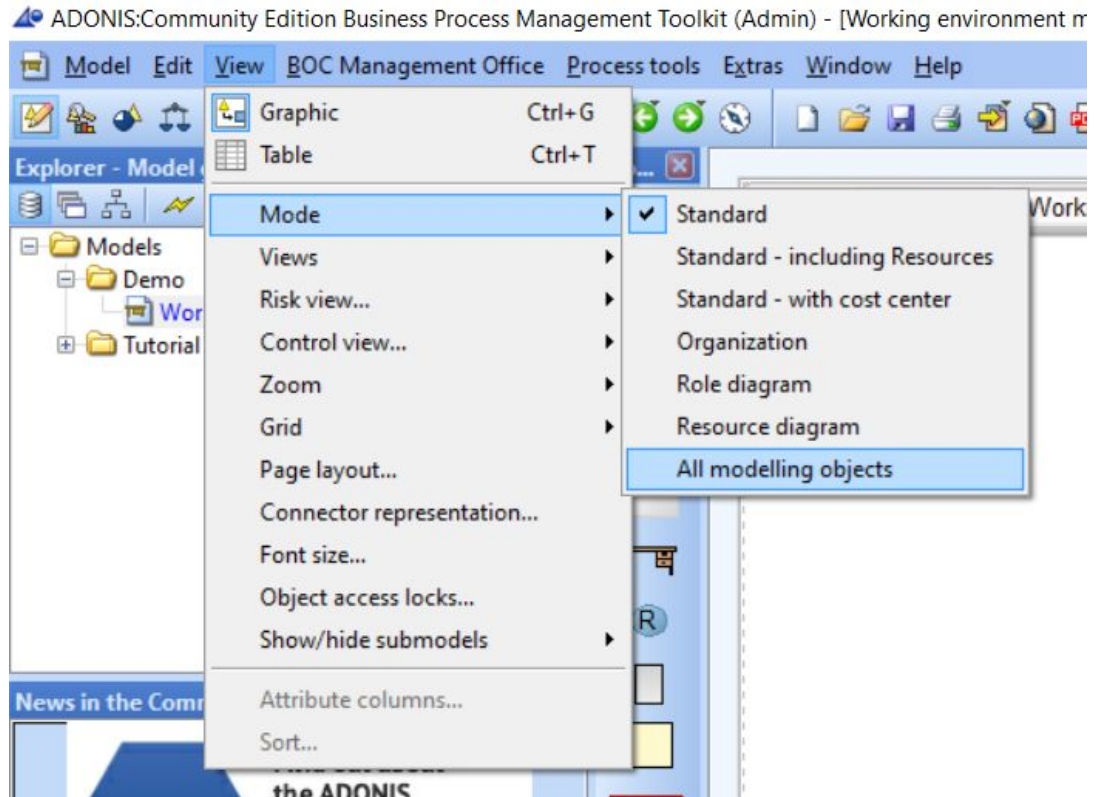 ADONIS:Community Edition Business Process Management Toolkit (Admin) - [Working environment m
Model Edit View BOC Management Office Process tools Extras Window Help
Graphic Ctrl+G
Table Ctrl+T
Explorer - Model
Mode
Views
Risk view...
Control view...
Zoom
Grid
Page layout...
Connector representation...
Font size...
Object access locks...
Show/hide submodels
Attribute columns...
Sort...
Standard
Standard - including Resources
Standard - with cost center
Organization
Role diagram
Resource diagram
All modelling objects
Work
Models
Demo
Wor
Tutorial
R
News in the Com
the ADONIS